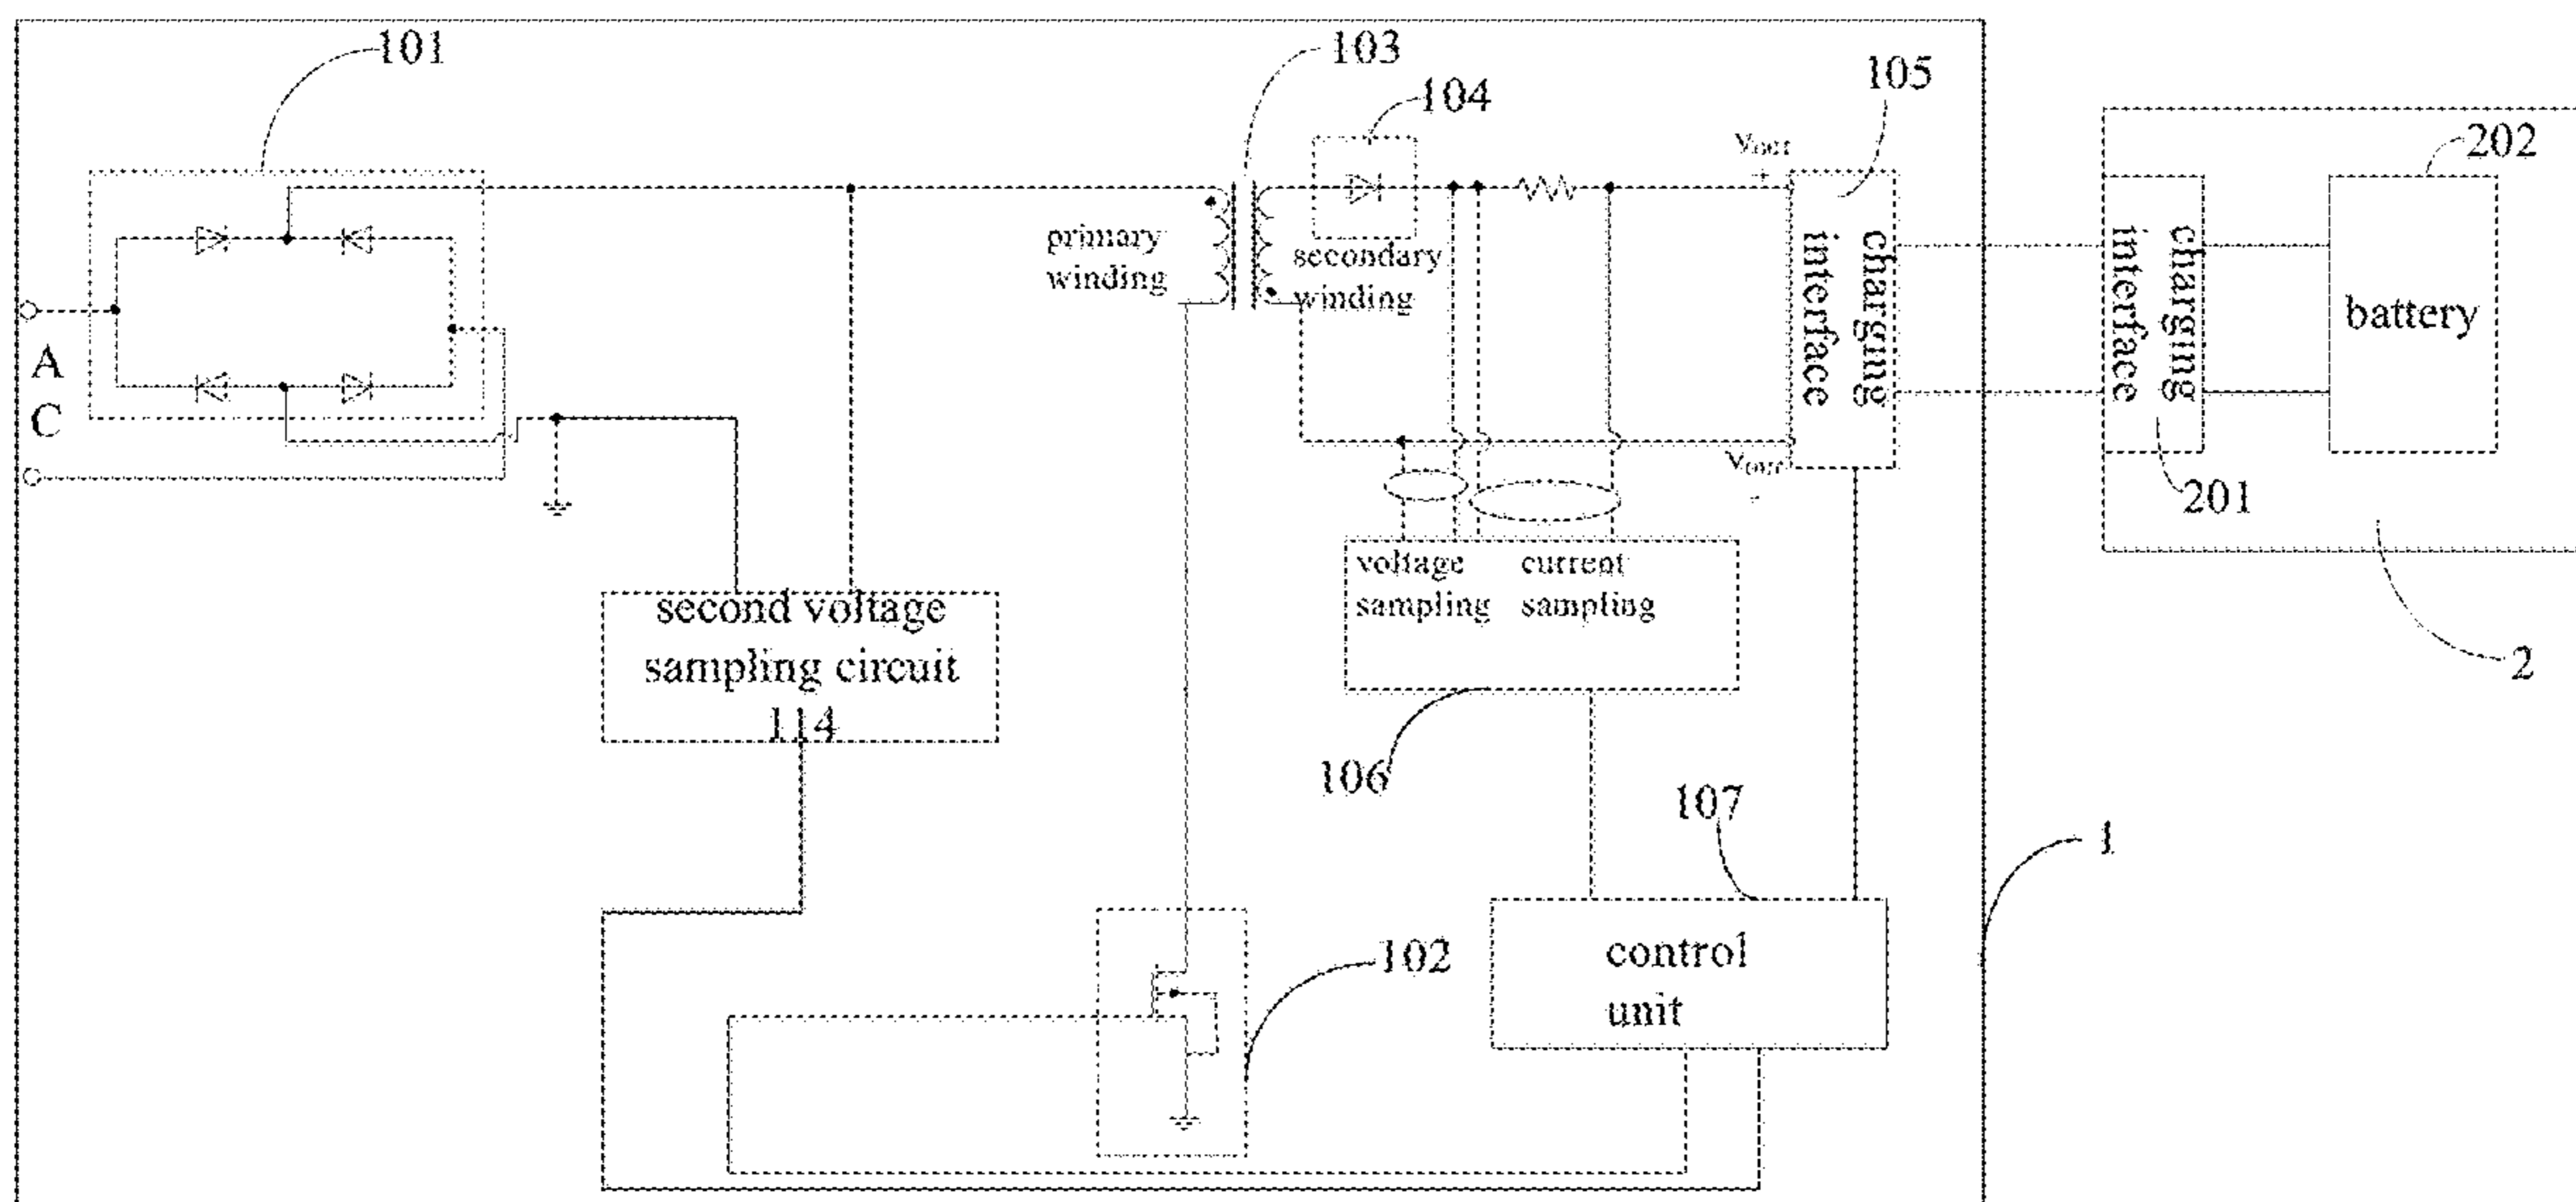 101
103
104
105
202
Vout
+
primary
winding
secondary
winding
charging
interface
charging
interface
battery
A
C
Vout
-
201
2
voltage
sampling
current
sampling
second voltage
sampling circuit
114
106
107
1
control
unit
102